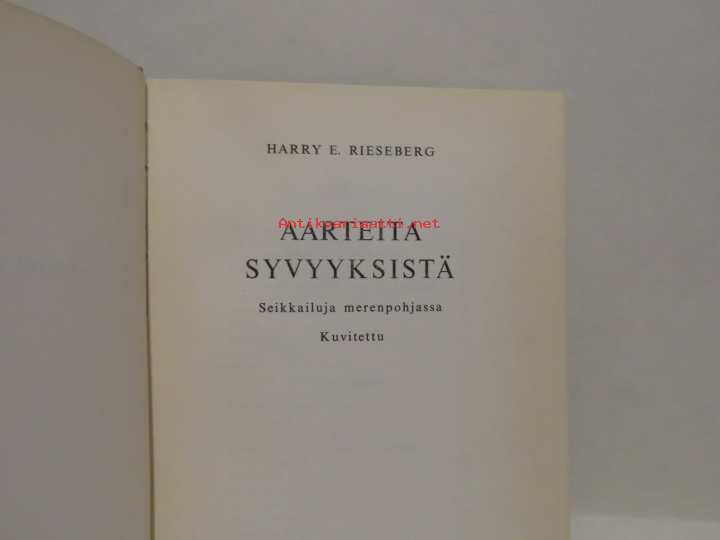 HARRY E. RIESEBERG
Antikvariaatti.net
AARTEITA
SYVYYKSISTÄ
Seikkailuja merenpohjassa
Kuvitettu